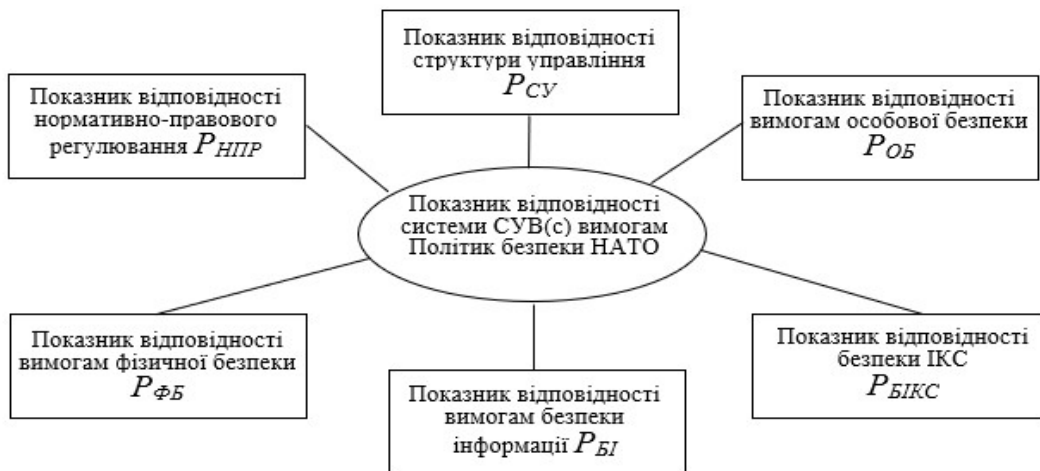 Показник відповідності
структури управління
P_СУ
Показник відповідності
нормативно-правового
регулювання P_НПР
Показник відповідності
вимогам особової безпеки
P_ОБ
Показник відповідності
системи СУВ(с) вимогам
Політик безпеки НАТО
Показник відповідності
вимогам фізичної безпеки
P_ФБ
Показник відповідності
вимогам безпеки
інформації P_БІ
Показник відповідності
безпеки ІКС
P_БІКС